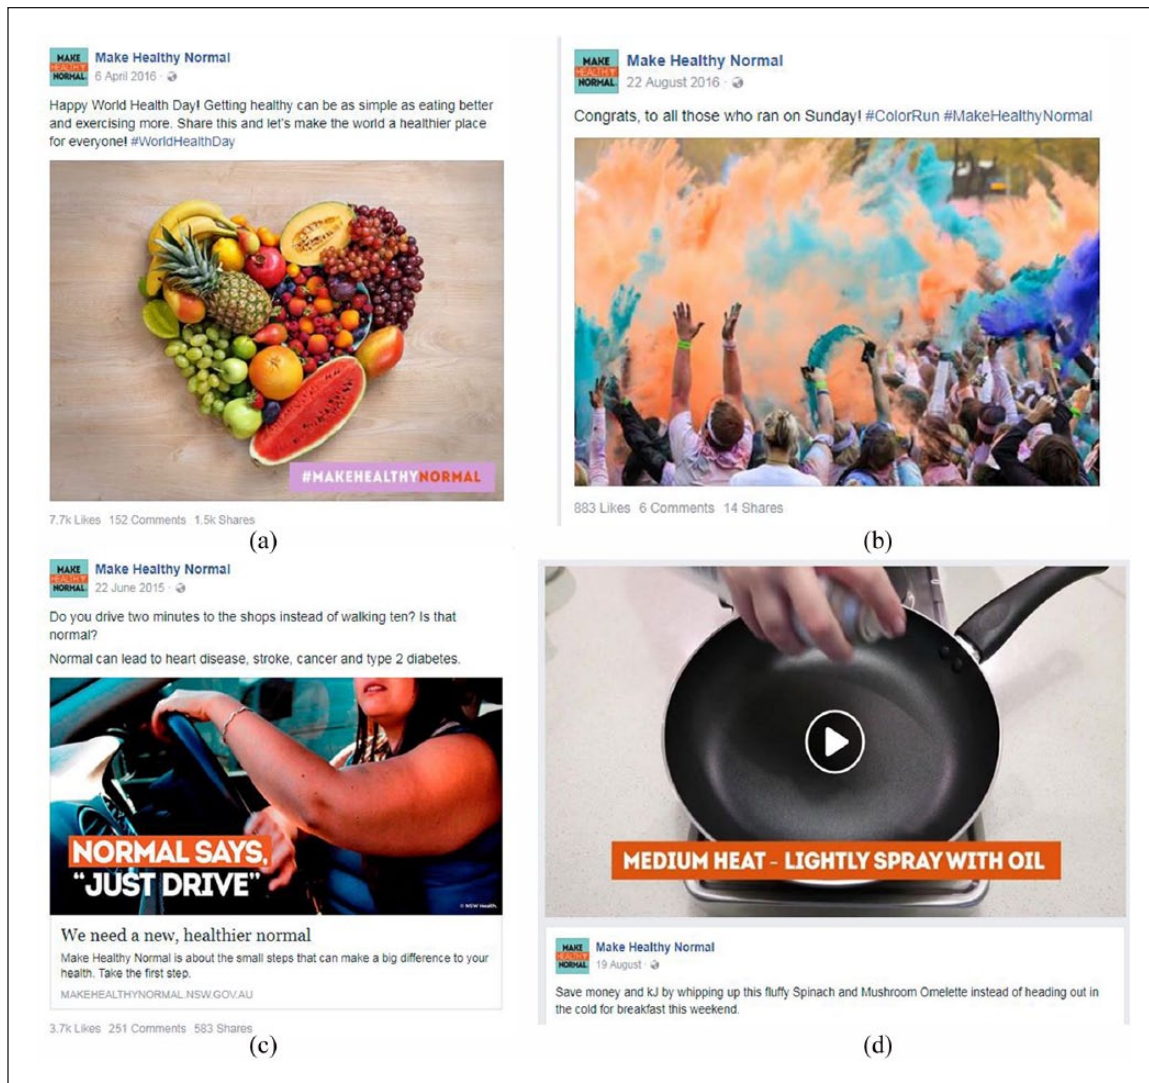 MAKE
HEALTHY
NORMAL
Make Healthy Normal
6 April 2016 ·
Happy World Health Day! Getting healthy can be as simple as eating better
and exercising more. Share this and let's make the world a healthier place
for everyone! #WorldHealthDay
#MAKEHEALTHYNORMAL
7.7k Likes 152 Comments 1.5k Shares
(a)
MAKE
HEALTHY
NORMAL
Make Healthy Normal
22 August 2016 ·
Congrats, to all those who ran on Sunday! #ColorRun #MakeHealthyNormal
883 Likes 6 Comments 14 Shares
(b)
MAKE
HEALTHY
NORMAL
Make Healthy Normal
22 June 2015 ·
Do you drive two minutes to the shops instead of walking ten? Is that
normal?
Normal can lead to heart disease, stroke, cancer and type 2 diabetes.
NORMAL SAYS,
"JUST DRIVE"
© NSW Health.
We need a new, healthier normal
Make Healthy Normal is about the small steps that can make a big difference to your
health. Take the first step.
MAKEHEALTHYNORMAL.NSW.GOV.AU
3.7k Likes 251 Comments 583 Shares
(c)
MEDIUM HEAT - LIGHTLY SPRAY WITH OIL
MAKE
HEALTHY
NORMAL
Make Healthy Normal
19 August ·
Save money and kJ by whipping up this fluffy Spinach and Mushroom Omelette instead of heading out in
the cold for breakfast this weekend.
(d)